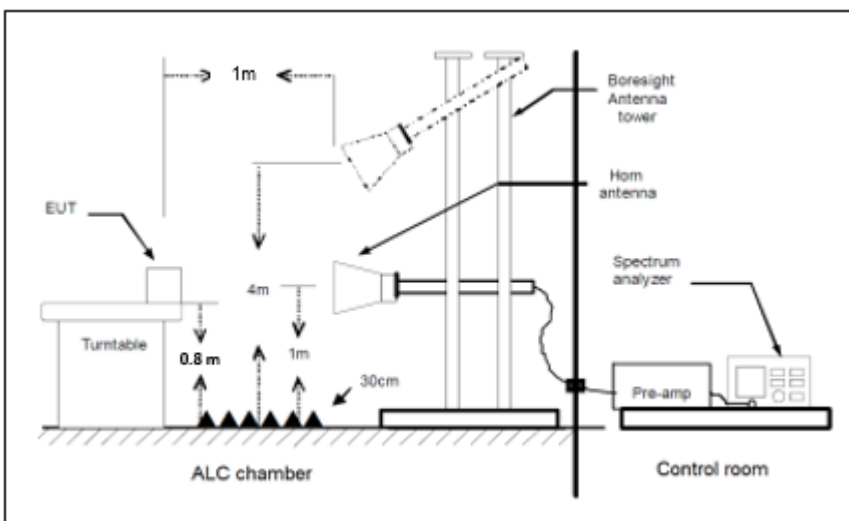 1m
Boresight
Antenna
tower
Horn
antenna
EUT
Spectrum
analyzer
4m
Turntable
0.8 m
1m
30cm
Pre-amp
ALC chamber
Control room